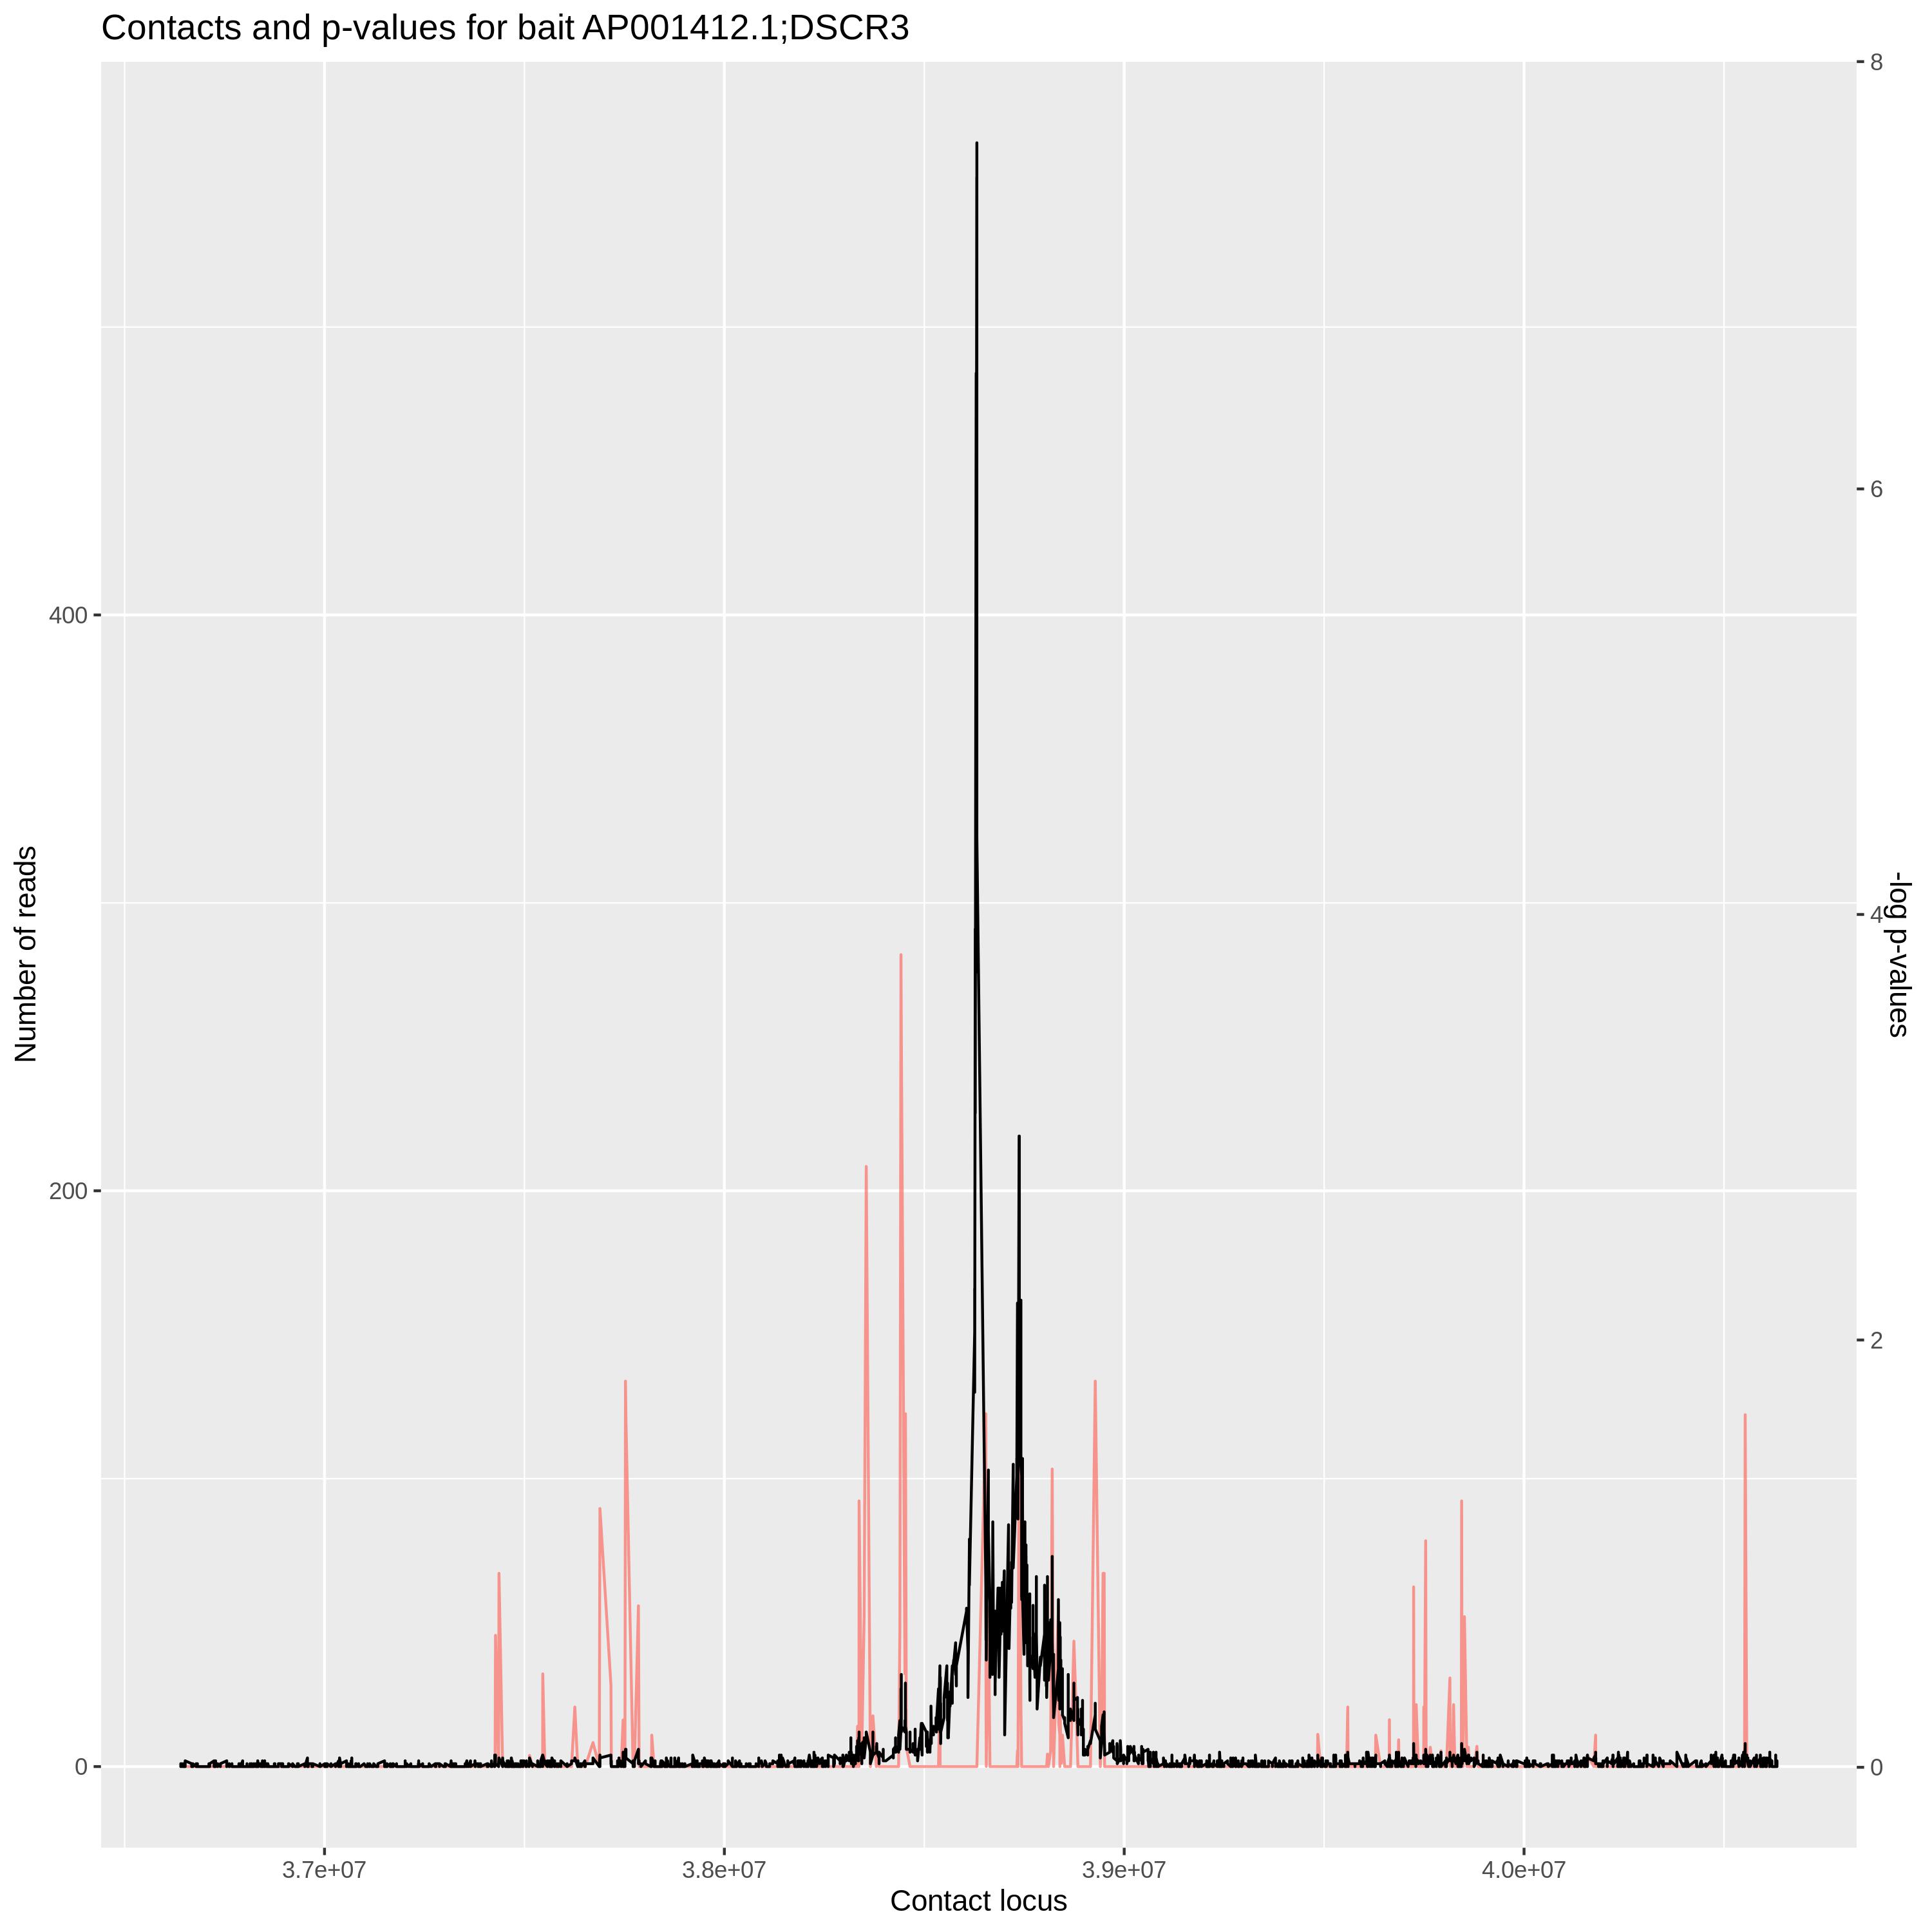 Contacts and p-values for bait AP001412.1;DSCR3
8
6
4
2
0
-log p-values
400
200
0
Number of reads
3.7e+07
3.8e+07
3.9e+07
4.0e+07
Contact locus